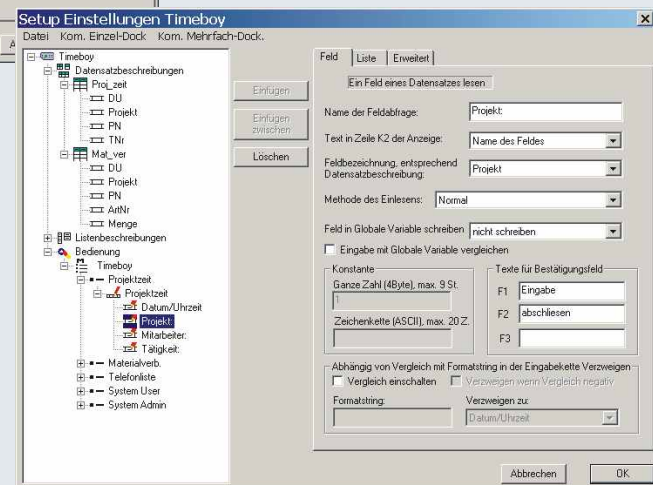 Setup Einstellungen Timeboy
Datei Kom. Einzel-Dock Kom. Mehrfach-Dock.
Timeboy
Datensatzbeschreibungen
Proj_zeit
DU
Projekt
PN
TNr
Mat_ver
DU
Projekt
PN
ArtNr
Menge
Listenbeschreibungen
Bedienung
Timeboy
Projektzeit
Projektzeit
Datum/Uhrzeit
Projekt:
Mitarbeiter:
Tätigkeit:
Materialverb.
Telefonliste
System User
System Admin
Einfügen
Einfügen
zwischen
Löschen
Feld Liste Erweitert
Ein Feld eines Datensatzes lesen
Name der Feldabfrage: Projekt:
Text in Zeile K2 der Anzeige: Name des Feldes
Feldbezeichnung, entsprechend
Datensatzbeschreibung: Projekt
Methode des Einlesens: Normal
Feld in Globale Variable schreiben nicht schreiben
Eingabe mit Globale Variable vergleichen
Konstante
Ganze Zahl (4Byte), max. 9 St.
1
Zeichenkette (ASCII), max. 20 Z.
Texte für Bestätigungsfeld
F1 Eingabe
F2 abschliesen
F3
Abhängig von Vergleich mit Formatstring in der Eingabekette Verzweigen
Vergleich einschalten Verzweigen wenn Vergleich negativ
Formatstring: Verzweigen zu:
Datum/Uhrzeit
Abbrechen OK